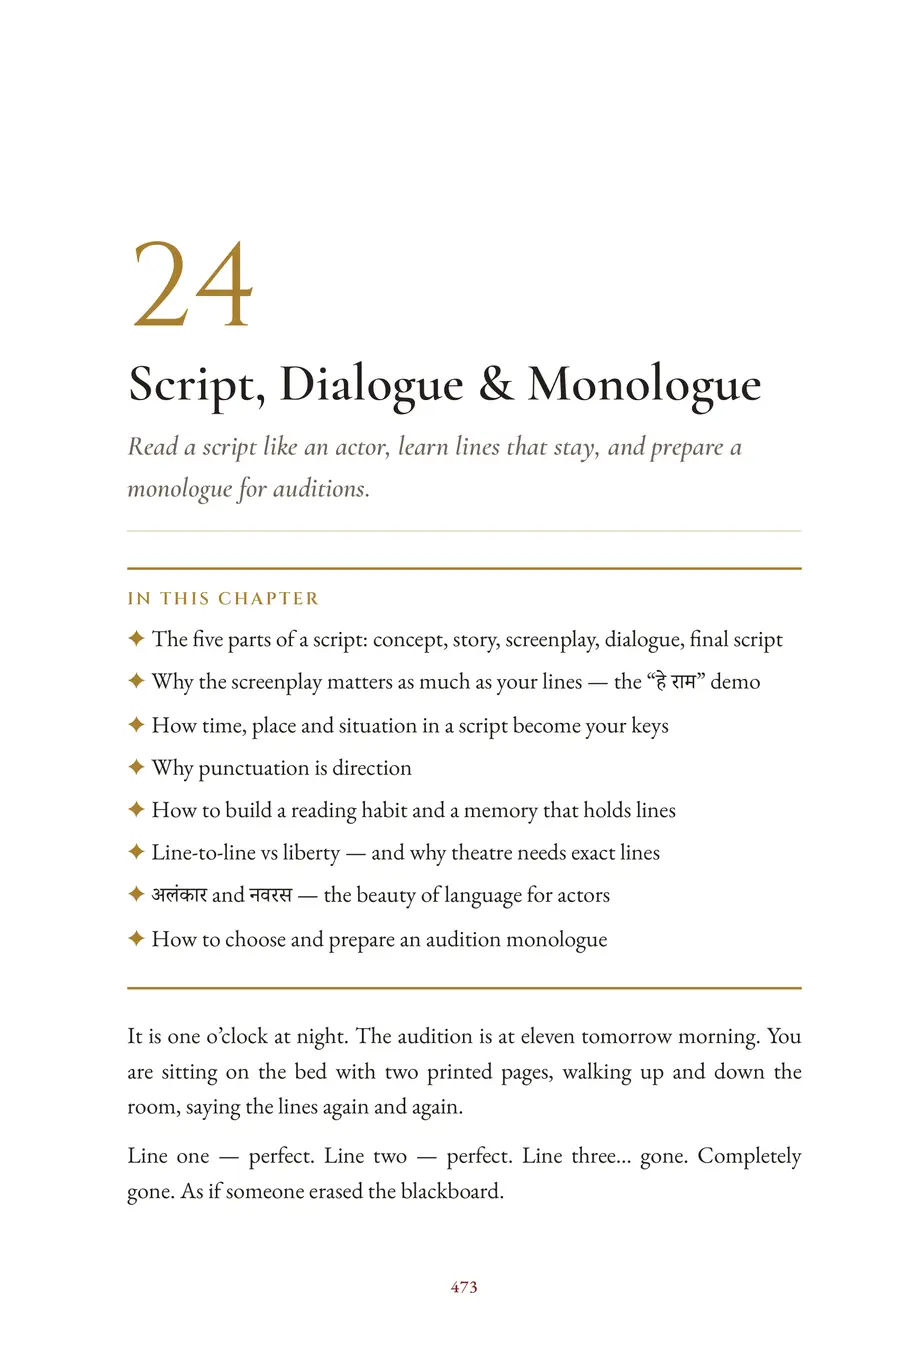 24
Script, Dialogue & Monologue
Read a script like an actor, learn lines that stay, and prepare a
monologue for auditions.
IN THIS CHAPTER
✦ The five parts of a script: concept, story, screenplay, dialogue, final script
✦ Why the screenplay matters as much as your lines — the “हे राम” demo
✦ How time, place and situation in a script become your keys
✦ Why punctuation is direction
✦ How to build a reading habit and a memory that holds lines
✦ Line-to-line vs liberty — and why theatre needs exact lines
✦ अलंकार and नवरस — the beauty of language for actors
✦ How to choose and prepare an audition monologue
It is one o’clock at night. The audition is at eleven tomorrow morning. You
are sitting on the bed with two printed pages, walking up and down the
room, saying the lines again and again.
Line one — perfect. Line two — perfect. Line three... gone. Completely
gone. As if someone erased the blackboard.
473